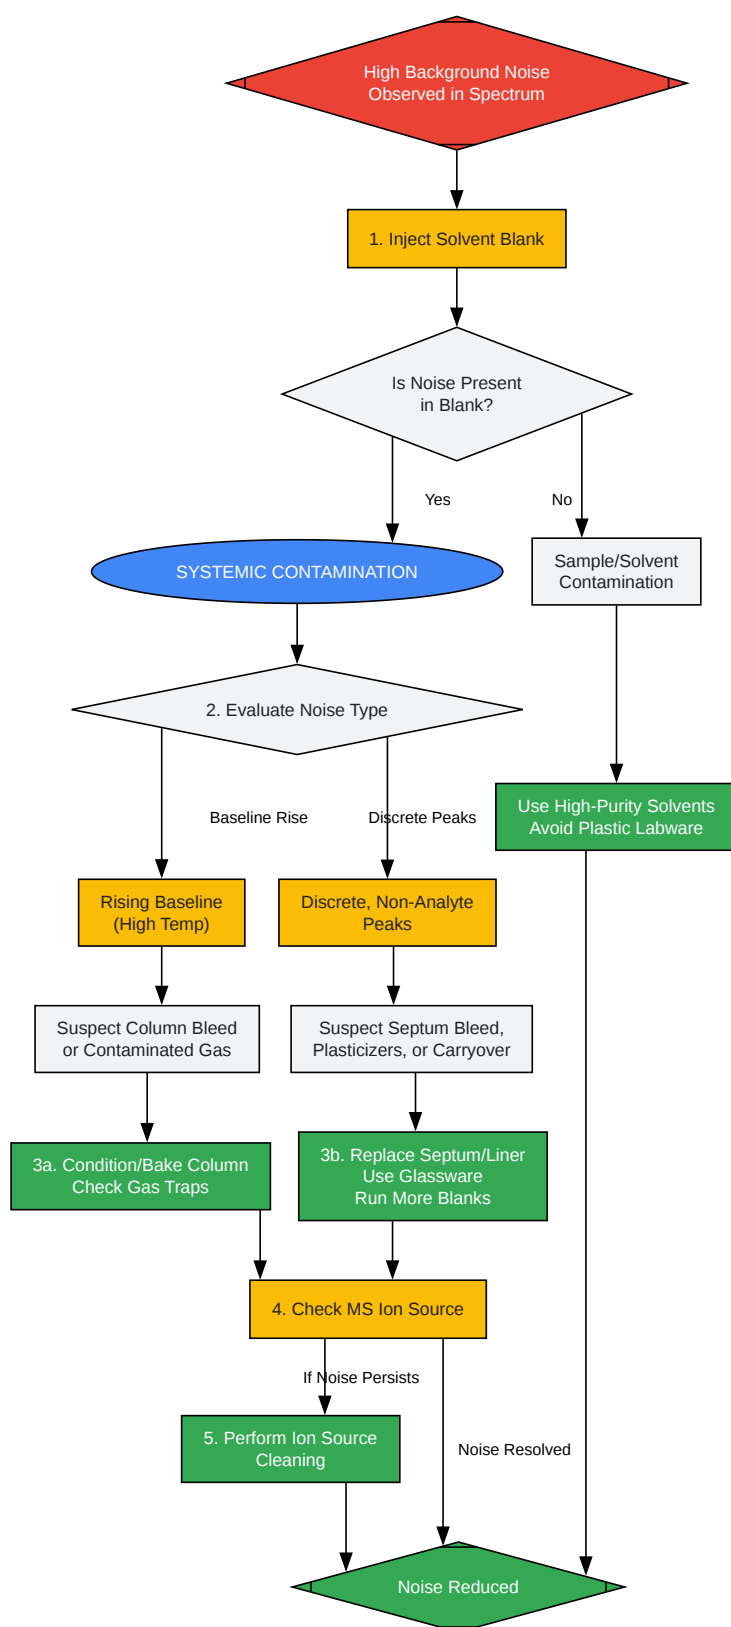 High Background Noise
Observed in Spectrum
1. Inject Solvent Blank
Is Noise Present
in Blank?
Yes
No
SYSTEMIC CONTAMINATION
Sample/Solvent
Contamination
2. Evaluate Noise Type
Baseline Rise
Discrete Peaks
Use High-Purity Solvents
Avoid Plastic Labware
Rising Baseline
(High Temp)
Discrete, Non-Analyte
Peaks
Suspect Column Bleed
or Contaminated Gas
Suspect Septum Bleed,
Plasticizers, or Carryover
3a. Condition/Bake Column
Check Gas Traps
3b. Replace Septum/Liner
Use Glassware
Run More Blanks
4. Check MS Ion Source
If Noise Persists
5. Perform Ion Source
Cleaning
Noise Resolved
Noise Reduced